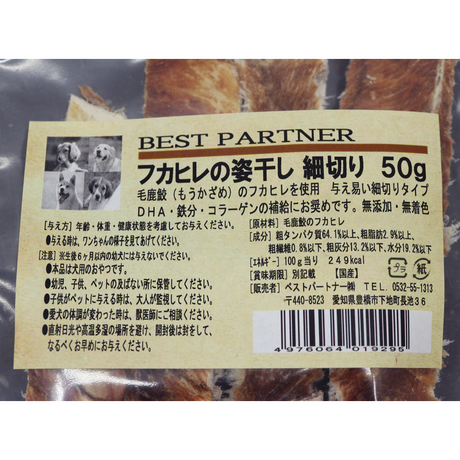 BEST PARTNER
フカヒレの姿干し 細切り 50g
毛鹿鮫(もうかざめ)のフカヒレを使用 与え易い細切りタイプ
DHA・鉄分・コラーゲンの補給にお奨めです。無添加・無着色
[与え方]年齢・体重・健康状態を考慮してお与えください。
●与える時は、ワンちゃんの様子を見てあげてください。
[注意]※生後6ヶ月以内の幼犬には与えないでください。
●本品は犬用のおやつです。
●幼児、子供、ペットの及ばない所に保管してください。
●子供がペットに与える時は、大人が監視してください。
●愛犬の体調が変わった時は、獣医師にご相談ください。
●直射日光や高温多湿の場所を避け、開封後は封をして、
なるべくお早めにお与えください。
[原材料]毛鹿鮫のフカヒレ
[成分]粗タンパク質64.1%以上、粗脂肪2.9%以上、
粗繊維0.8%以下、粗灰分13.2%以下、水分19.2%以下
[エネルギー]100g当り 249kcal
[賞味期限]別記載 【国産】
[販売者]ベストパートナー㈱ TEL. 0532-55-1313
〒440-8523 愛知県豊橋市下地町長池36
プラ
紙
4976064019295